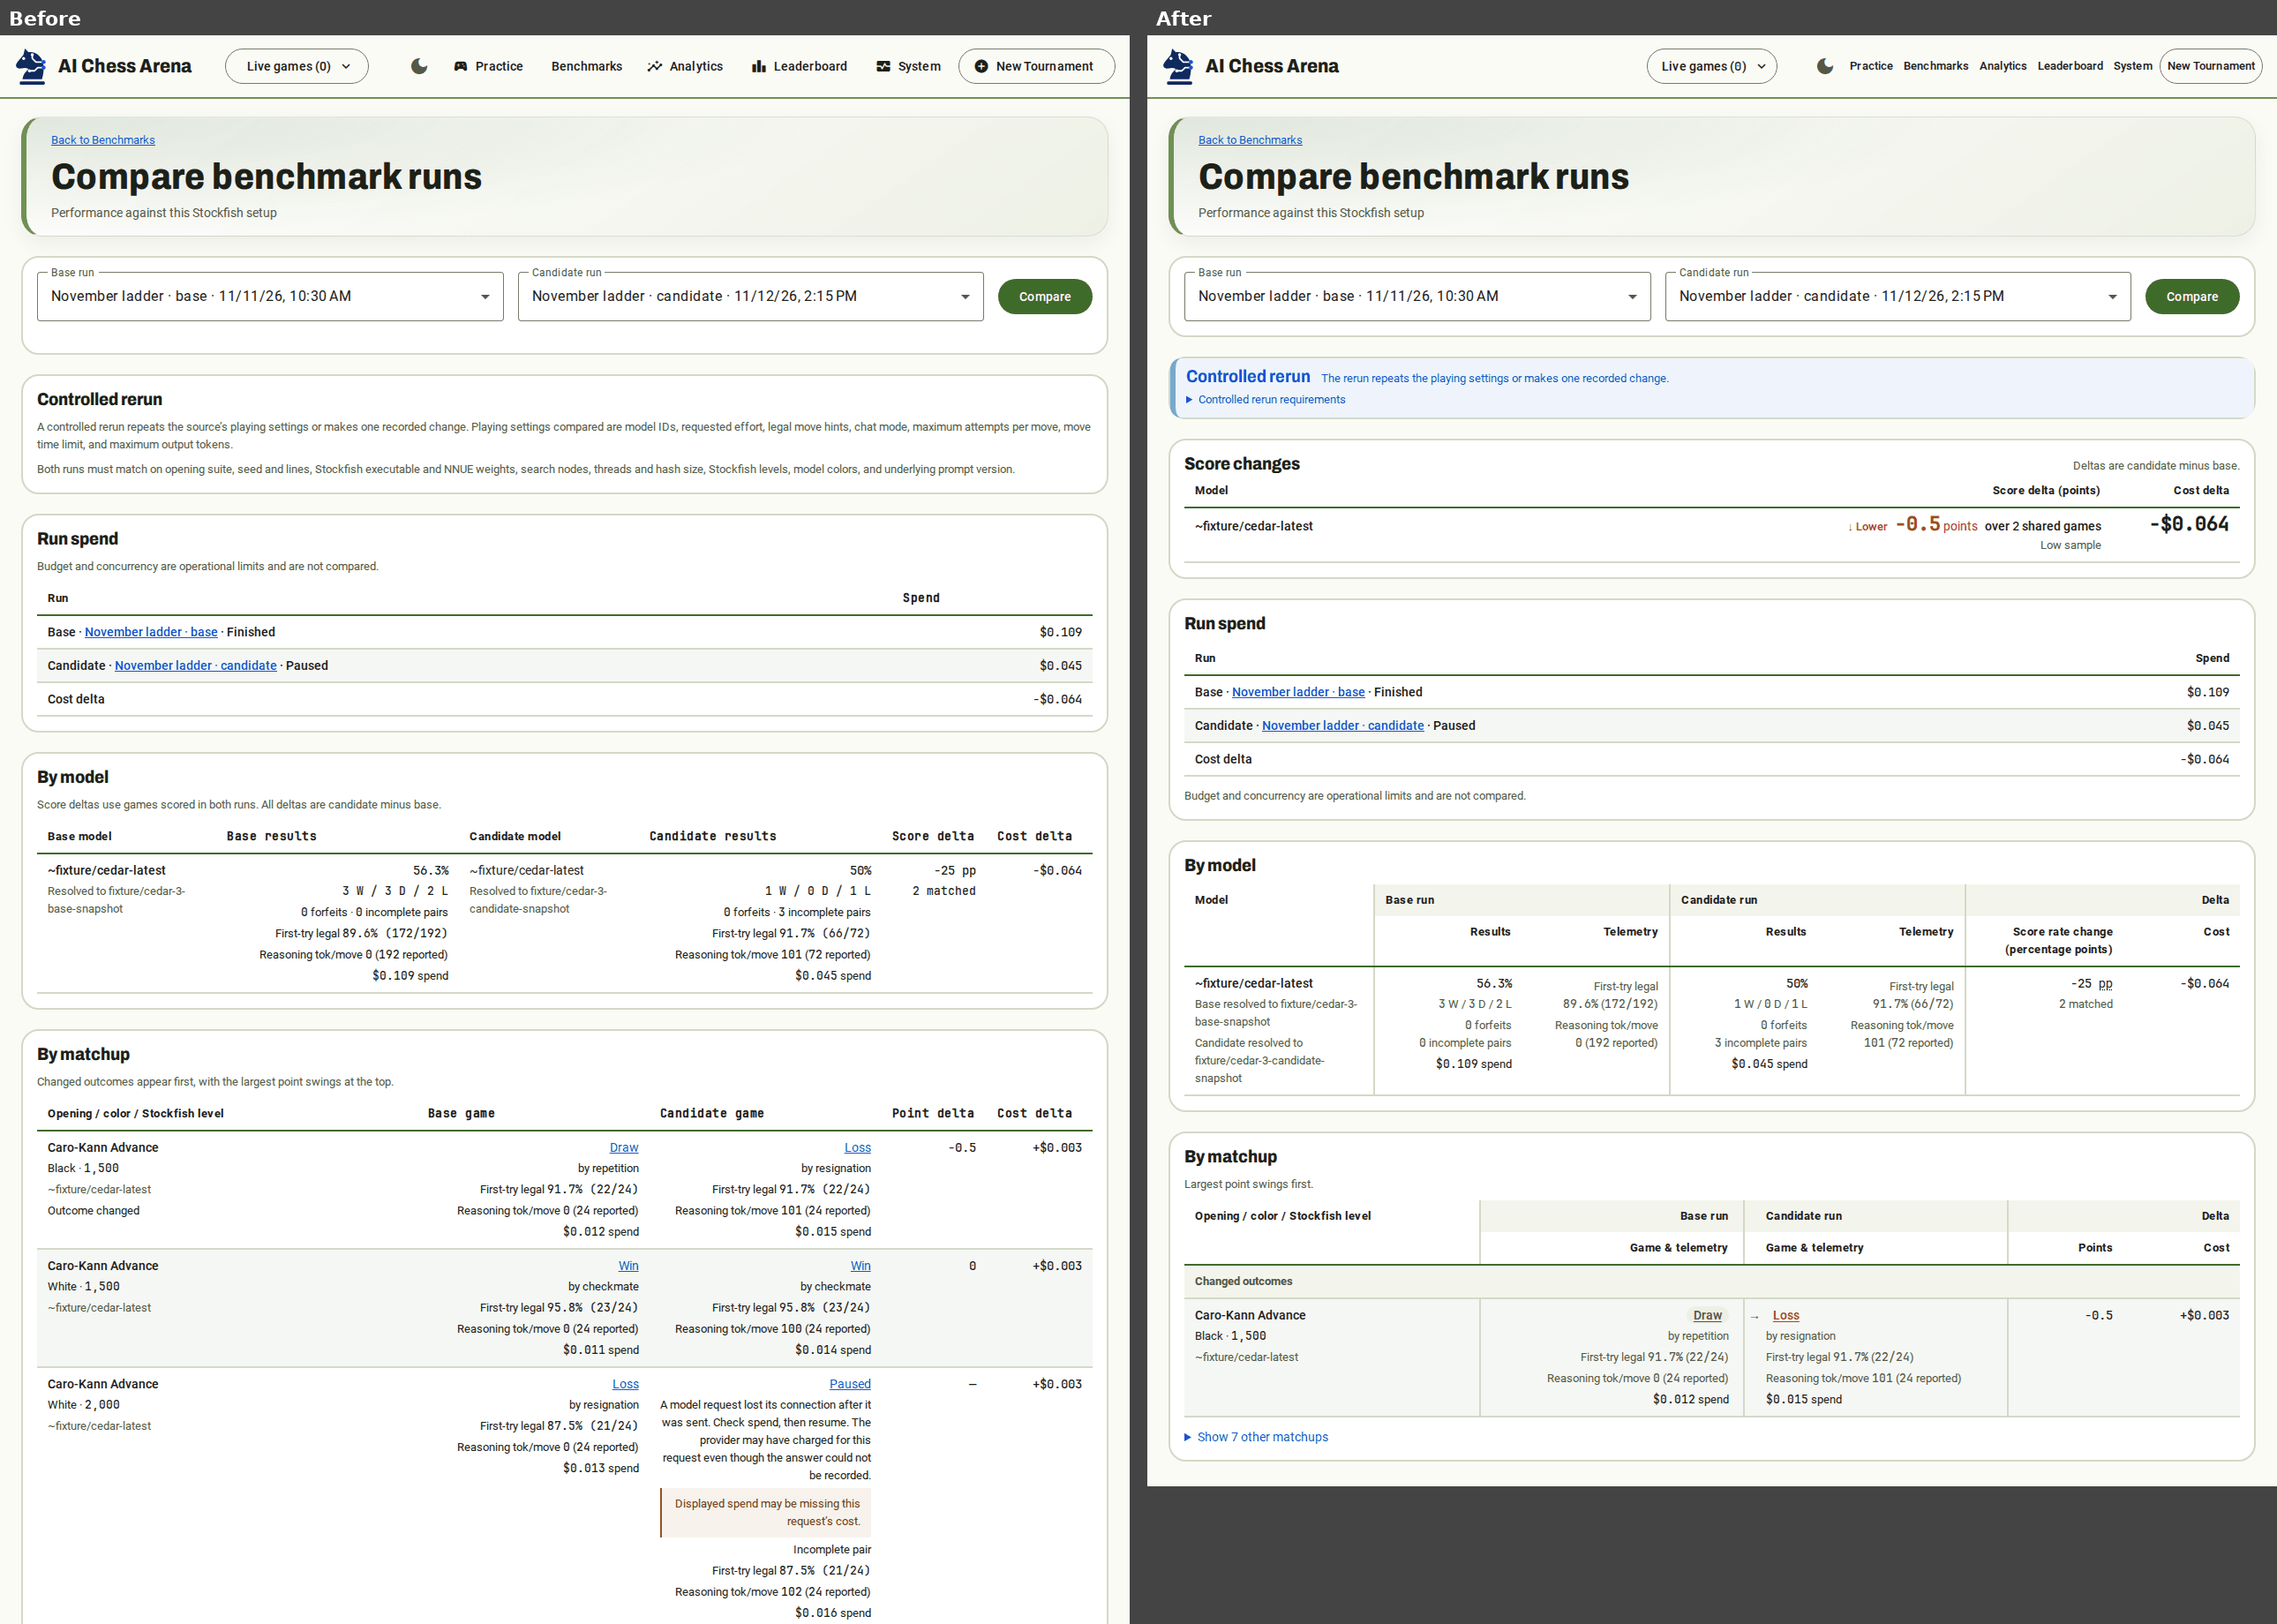 Before
AI Chess Arena
Live games (0)
Practice
Benchmarks
Analytics
Leaderboard
System
New Tournament
Back to Benchmarks
Compare benchmark runs
Performance against this Stockfish setup
Base run
November ladder · base · 11/11/26, 10:30 AM
Candidate run
November ladder · candidate · 11/12/26, 2:15 PM
Compare
Controlled rerun
A controlled rerun repeats the source's playing settings or makes one recorded change. Playing settings compared are model IDs, requested effort, legal move hints, chat mode, maximum attempts per move, move
time limit, and maximum output tokens.
Both runs must match on opening suite, seed and lines, Stockfish executable and NNUE weights, search nodes, threads and hash size, Stockfish levels, model colors, and underlying prompt version.
Run spend
Budget and concurrency are operational limits and are not compared.
Run Spend
Base · November ladder · base · Finished $0.109
Candidate · November ladder · candidate · Paused $0.045
Cost delta -$0.064
By model
Score deltas use games scored in both runs. All deltas are candidate minus base.
Base model Base results Candidate model Candidate results Score delta Cost delta
~fixture/cedar-latest 56.3% ~fixture/cedar-latest 50% -25 pp -$0.064
Resolved to fixture/cedar-3- 3 W / 3 D / 2 L Resolved to fixture/cedar-3- 1 W / 0 D / 1 L 2 matched
base-snapshot 0 forfeits · 0 incomplete pairs candidate-snapshot 0 forfeits · 3 incomplete pairs
First-try legal 89.6% (172/192) First-try legal 91.7% (66/72)
Reasoning tok/move 0 (192 reported) Reasoning tok/move 101 (72 reported)
$0.109 spend $0.045 spend
By matchup
Changed outcomes appear first, with the largest point swings at the top.
Opening / color / Stockfish level Base game Candidate game Point delta Cost delta
Caro-Kann Advance Draw Loss -0.5 +$0.003
Black · 1,500 by repetition by resignation
~fixture/cedar-latest First-try legal 91.7% (22/24) First-try legal 91.7% (22/24)
Outcome changed Reasoning tok/move 0 (24 reported) Reasoning tok/move 101 (24 reported)
$0.012 spend $0.015 spend
Caro-Kann Advance Win Win 0 +$0.003
White · 1,500 by checkmate by checkmate
~fixture/cedar-latest First-try legal 95.8% (23/24) First-try legal 95.8% (23/24)
Reasoning tok/move 0 (24 reported) Reasoning tok/move 100 (24 reported)
$0.011 spend $0.014 spend
Caro-Kann Advance Loss Paused — +$0.003
White · 2,000 by resignation A model request lost its connection after it
~fixture/cedar-latest First-try legal 87.5% (21/24) was sent. Check spend, then resume. The
Reasoning tok/move 0 (24 reported) provider may have charged for this
$0.013 spend request even though the answer could not
be recorded.
Displayed spend may be missing this
request's cost.
Incomplete pair
First-try legal 87.5% (21/24)
Reasoning tok/move 102 (24 reported)
$0.016 spend
After
AI Chess Arena
Live games (0)
Practice
Benchmarks
Analytics
Leaderboard
System
New Tournament
Back to Benchmarks
Compare benchmark runs
Performance against this Stockfish setup
Base run
November ladder · base · 11/11/26, 10:30 AM
Candidate run
November ladder · candidate · 11/12/26, 2:15 PM
Compare
Controlled rerun The rerun repeats the playing settings or makes one recorded change.
Controlled rerun requirements
Score changes Deltas are candidate minus base.
Model Score delta (points) Cost delta
~fixture/cedar-latest ↓ Lower -0.5 points over 2 shared games -$0.064
Low sample
Run spend
Run Spend
Base · November ladder · base · Finished $0.109
Candidate · November ladder · candidate · Paused $0.045
Cost delta -$0.064
Budget and concurrency are operational limits and are not compared.
By model
Model Base run Candidate run Delta
Results Telemetry Results Telemetry Score rate change Cost
(percentage points)
~fixture/cedar-latest 56.3% First-try legal 50% First-try legal -25 pp -$0.064
Base resolved to fixture/cedar-3- 3 W / 3 D / 2 L 89.6% (172/192) 1 W / 0 D / 1 L 91.7% (66/72) 2 matched
base-snapshot 0 forfeits Reasoning tok/move 0 forfeits Reasoning tok/move
Candidate resolved to 0 incomplete pairs 0 (192 reported) 3 incomplete pairs 101 (72 reported)
fixture/cedar-3-candidate- $0.109 spend $0.045 spend
snapshot
By matchup
Largest point swings first.
Opening / color / Stockfish level Base run Candidate run Delta
Game & telemetry Game & telemetry Points Cost
Changed outcomes
Caro-Kann Advance Draw → Loss -0.5 +$0.003
Black · 1,500 by repetition by resignation
~fixture/cedar-latest First-try legal 91.7% (22/24) First-try legal 91.7% (22/24)
Reasoning tok/move 0 (24 reported) Reasoning tok/move 101 (24 reported)
$0.012 spend $0.015 spend
Show 7 other matchups